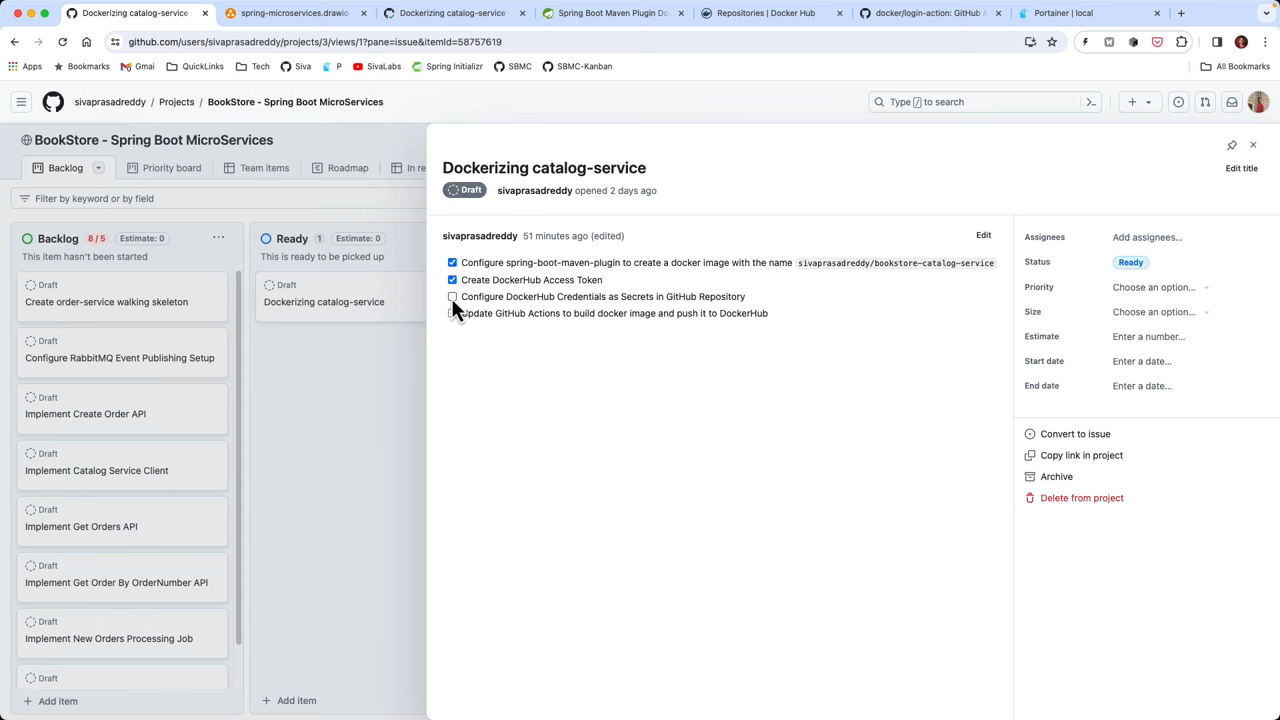 Dockerizing catalog-service
spring-microservices.drawio
Dockerizing catalog-service
Spring Boot Maven Plugin Do
Repositories | Docker Hub
docker/login-action: GitHub A
Portainer | local
github.com/users/sivaprasadreddy/projects/3/views/1?pane=issue&itemId=58757619
Apps
Bookmarks
Gmai
QuickLinks
Tech
Siva
P
SivaLabs
Spring Initializr
SBMC
SBMC-Kanban
All Bookmarks
sivaprasadreddy / Projects / BookStore - Spring Boot MicroServices
Type / to search
BookStore - Spring Boot MicroServices
Backlog
Priority board
Team items
Roadmap
In re
Filter by keyword or by field
Backlog 8 / 5 Estimate: 0
This item hasn't been started
Draft
Create order-service walking skeleton
Draft
Configure RabbitMQ Event Publishing Setup
Draft
Implement Create Order API
Draft
Implement Catalog Service Client
Draft
Implement Get Orders API
Draft
Implement Get Order By OrderNumber API
Draft
Implement New Orders Processing Job
Draft
Add item
Ready 1 Estimate: 0
This is ready to be picked up
Draft
Dockerizing catalog-service
Add item
Dockerizing catalog-service
Edit title
Draft sivaprasadreddy opened 2 days ago
sivaprasadreddy 51 minutes ago (edited)
Edit
Configure spring-boot-maven-plugin to create a docker image with the name sivaprasadreddy/bookstore-catalog-service
Create DockerHub Access Token
Configure DockerHub Credentials as Secrets in GitHub Repository
Update GitHub Actions to build docker image and push it to DockerHub
Assignees Add assignees...
Status Ready
Priority Choose an option...
Size Choose an option...
Estimate Enter a number...
Start date Enter a date...
End date Enter a date...
Convert to issue
Copy link in project
Archive
Delete from project